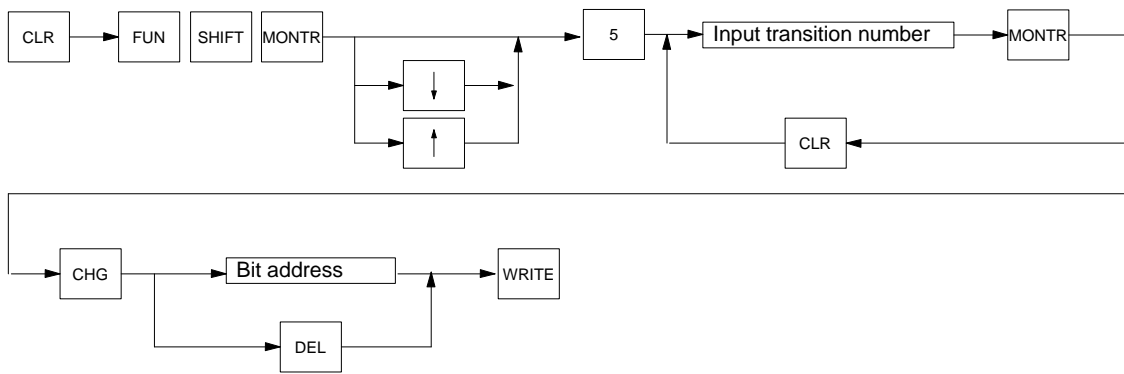 CLR FUN SHIFT MONTR 5 Input transition number MONTR
↓
↑ CLR
CHG Bit address WRITE
DEL